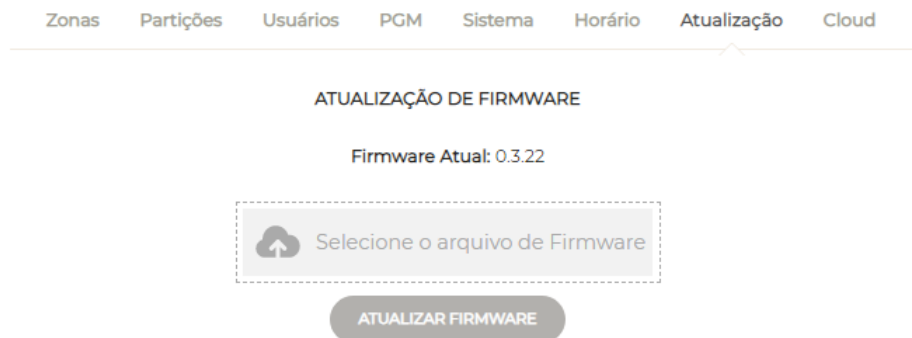 Zonas Partições Usuários PGM Sistema Horário Atualização Cloud
ATUALIZAÇÃO DE FIRMWARE
Firmware Atual: 0.3.22
Selecione o arquivo de Firmware
ATUALIZAR FIRMWARE